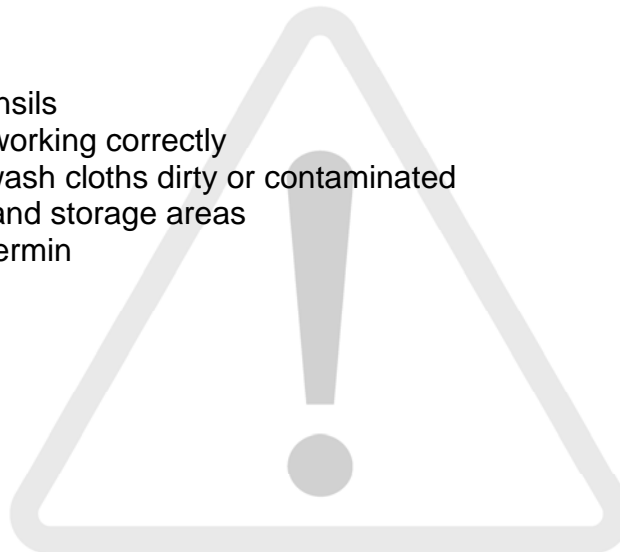 nsils
working correctly
wash cloths dirty or contaminated
and storage areas
ermin